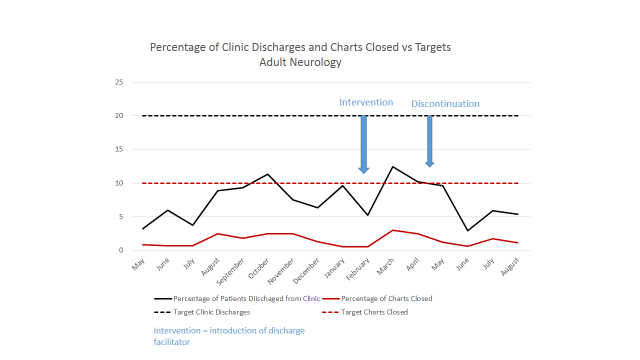 Percentage of Clinic Discharges and Charts Closed vs Targets
Adult Neurology
25
20
15
10
5
0
Intervention
Discontinuation
May
June
July
August
September
October
November
December
January
February
March
April
May
June
July
August
Percentage of Patients DIischaged from Clinic
Percentage of Charts Closed
Target Clinic Discharges
Target Charts Closed
Intervention = introduction of discharge
facilitator